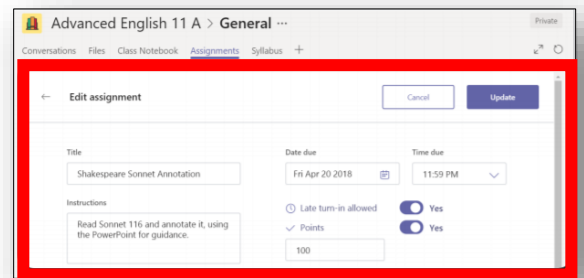 Advanced English 11 A > General ...
Private
Conversations Files Class Notebook Assignments Syllabus +
← Edit assignment
Cancel
Update
Title
Date due
Time due
Shakespeare Sonnet Annotation
Fri Apr 20 2018
11:59 PM
Instructions
Read Sonnet 116 and annotate it, using
the PowerPoint for guidance.
Late turn-in allowed
Yes
Points
Yes
100